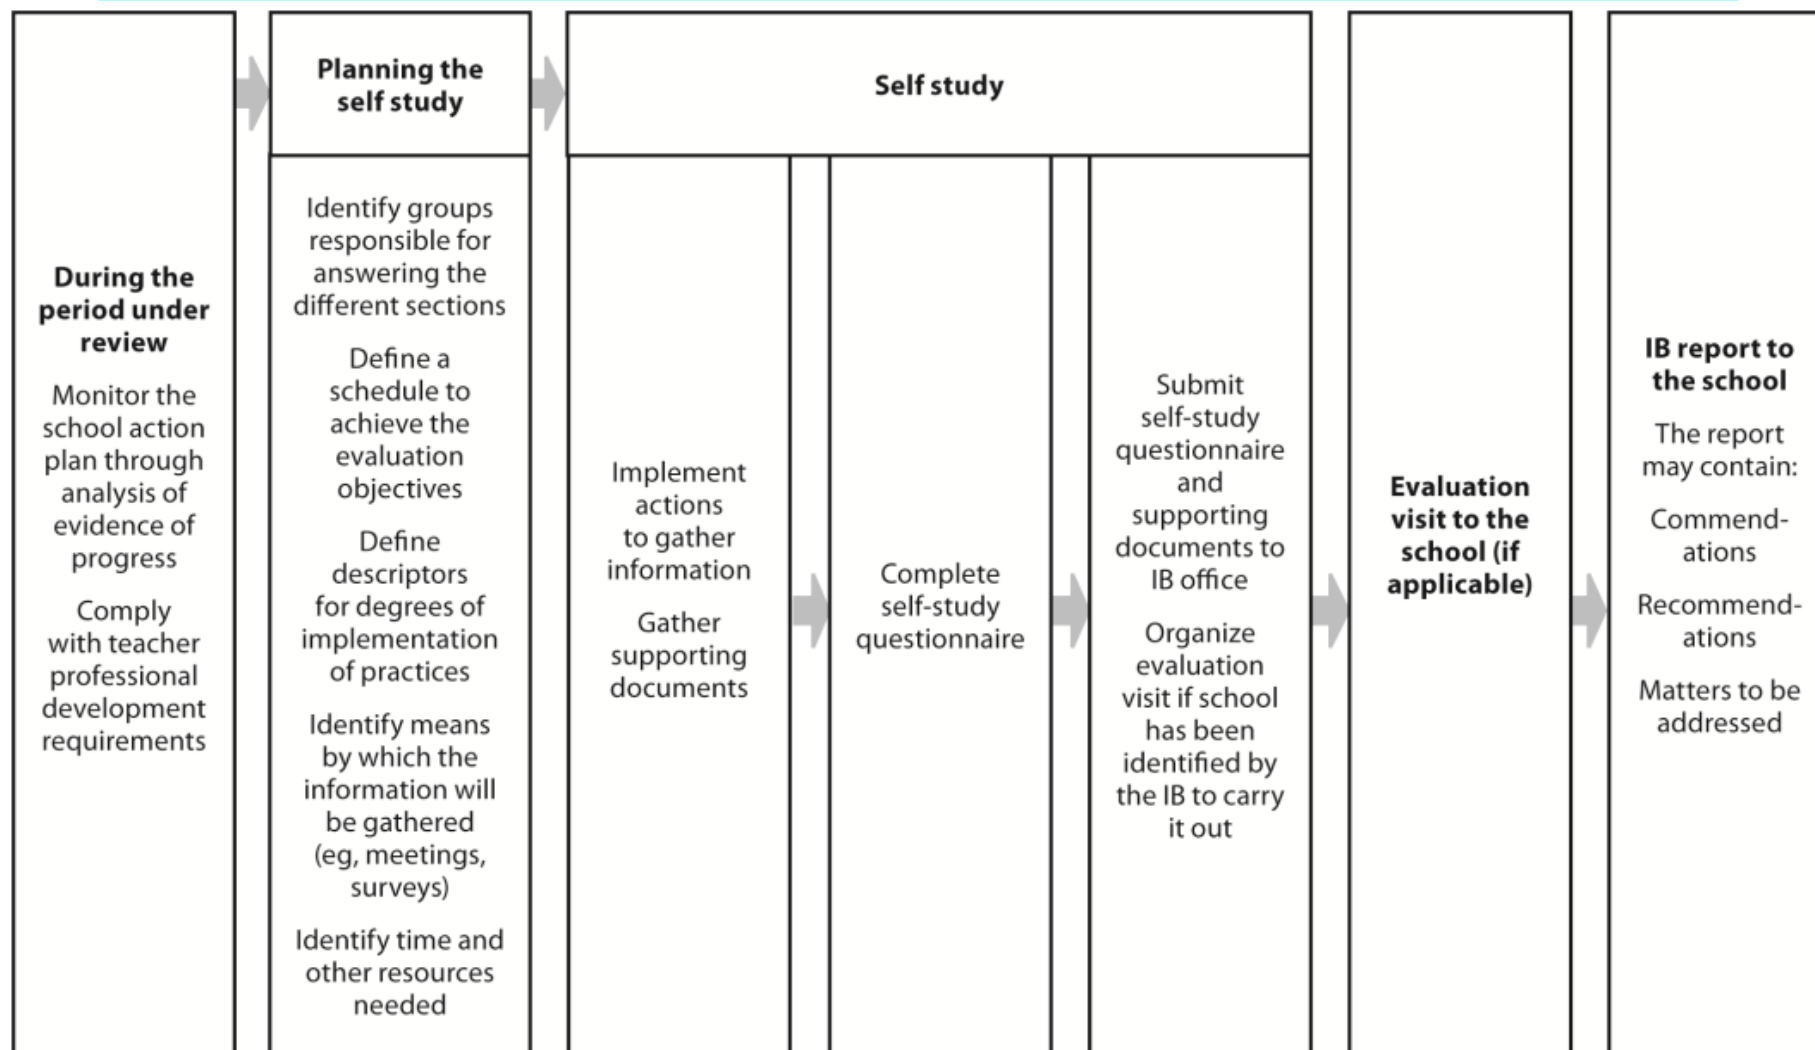 During the
period under
review
Monitor the
school action
plan through
analysis of
evidence of
progress
Comply
with teacher
professional
development
requirements
Planning the
self study
Identify groups
responsible for
answering the
different sections
Define a
schedule to
achieve the
evaluation
objectives
Define
descriptors
for degrees of
implementation
of practices
Identify means
by which the
information will
be gathered
(eg, meetings,
surveys)
Identify time and
other resources
needed
Self study
Implement
actions
to gather
information
Gather
supporting
documents
Complete
self-study
questionnaire
Submit
self-study
questionnaire
and
supporting
documents to
IB office
Organize
evaluation
visit if school
has been
identified by
the IB to carry
it out
Evaluation
visit to the
school (if
applicable)
IB report to
the school
The report
may contain:
Commend-
ations
Recommend-
ations
Matters to be
addressed